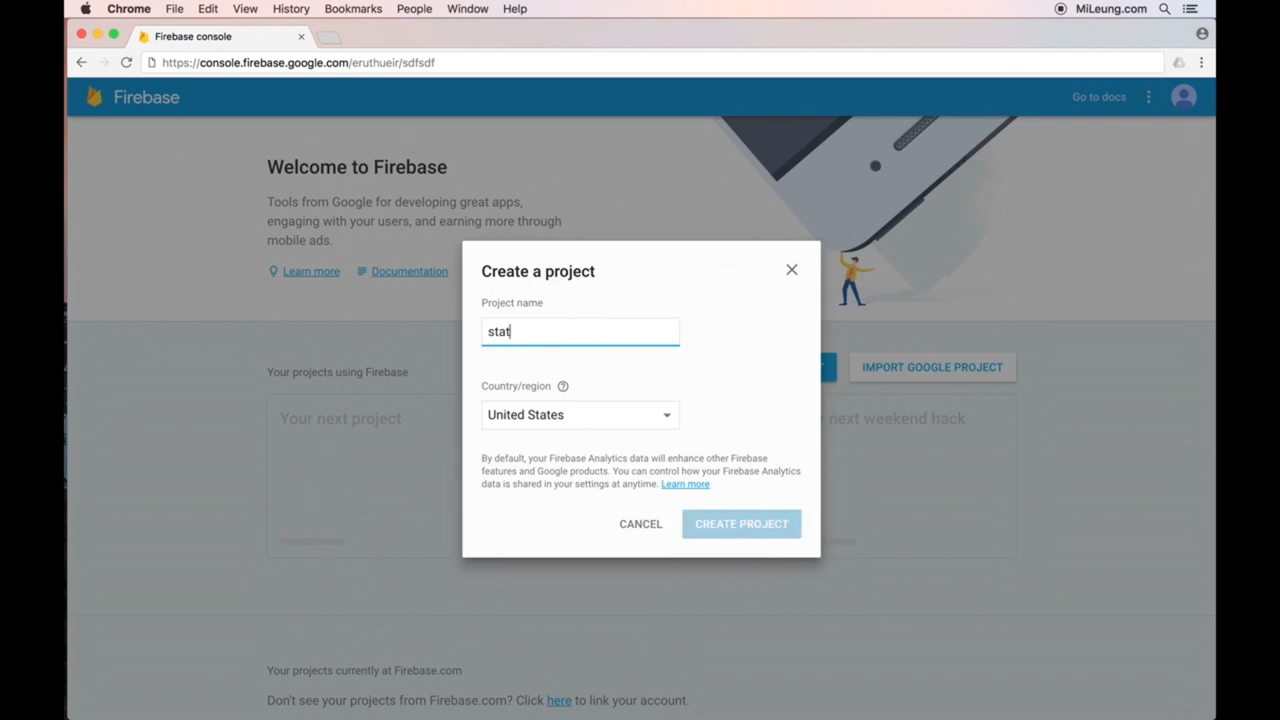 Chrome File Edit View History Bookmarks People Window Help MiLeung.com
Firebase console
https://console.firebase.google.com/eruthueir/sdfsdf
Firebase Go to docs
Welcome to Firebase
Tools from Google for developing great apps,
engaging with your users, and earning more through
mobile ads.
Learn more Documentation
Create a project
Project name
stat
Country/region
United States
By default, your Firebase Analytics data will enhance other Firebase
features and Google products. You can control how your Firebase Analytics
data is shared in your settings at anytime. Learn more
CANCEL CREATE PROJECT
Your projects using Firebase
IMPORT GOOGLE PROJECT
Your next project
next weekend hack
Your projects currently at Firebase.com
Don't see your projects from Firebase.com? Click here to link your account.